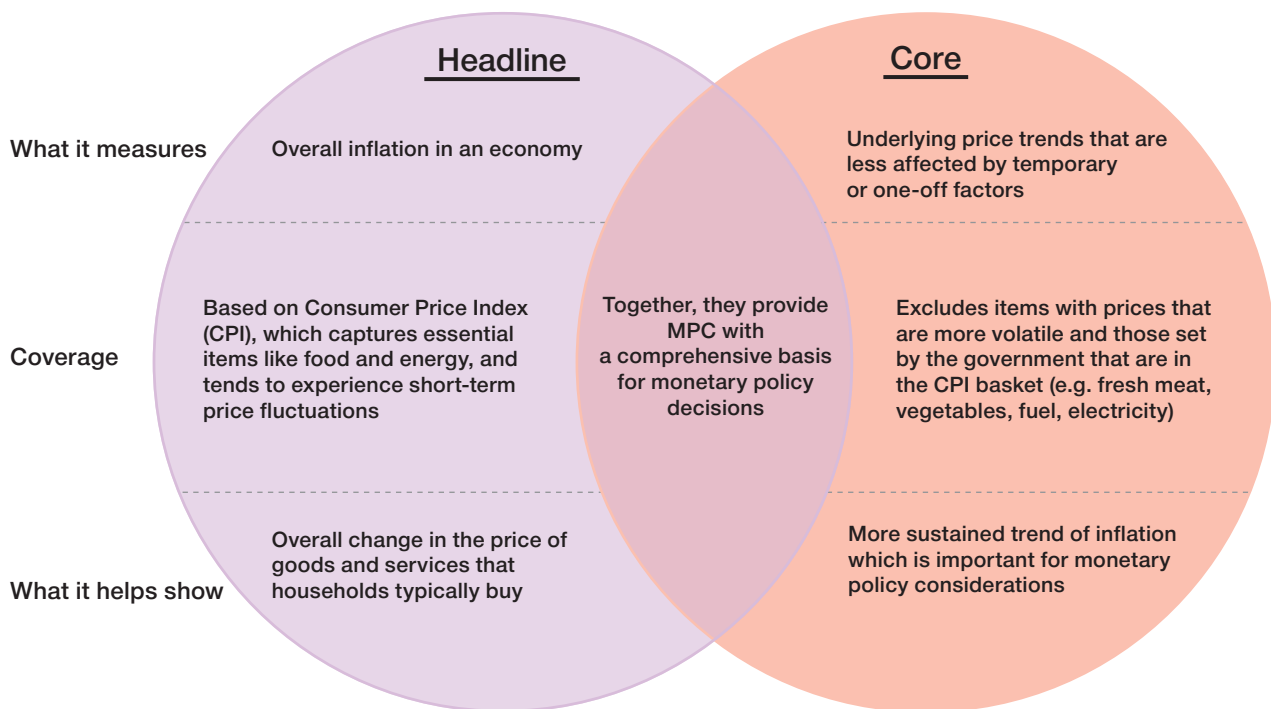 Headline
Core
What it measures
Overall inflation in an economy
Underlying price trends that are
less affected by temporary
or one-off factors
Coverage
Based on Consumer Price Index
(CPI), which captures essential
items like food and energy, and
tends to experience short-term
price fluctuations
Together, they provide
MPC with
a comprehensive basis
for monetary policy
decisions
Excludes items with prices that
are more volatile and those set
by the government that are in
the CPI basket (e.g. fresh meat,
vegetables, fuel, electricity)
What it helps show
Overall change in the price of
goods and services that
households typically buy
More sustained trend of inflation
which is important for monetary
policy considerations